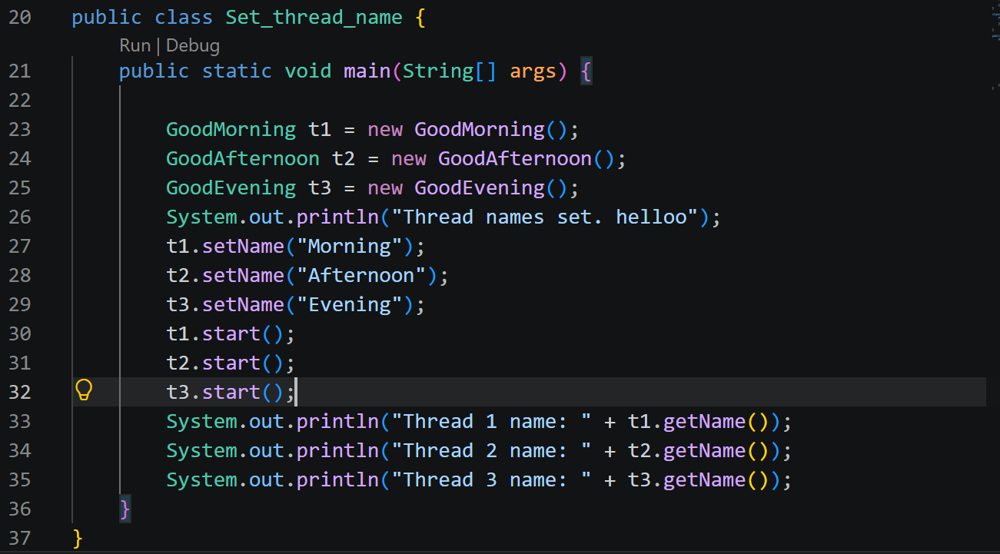 20 public class Set_thread_name {
Run | Debug
21 public static void main(String[] args) {
22
23 GoodMorning t1 = new GoodMorning();
24 GoodAfternoon t2 = new GoodAfternoon();
25 GoodEvening t3 = new GoodEvening();
26 System.out.println("Thread names set. helloo");
27 t1.setName("Morning");
28 t2.setName("Afternoon");
29 t3.setName("Evening");
30 t1.start();
31 t2.start();
32 t3.start();
33 System.out.println("Thread 1 name: " + t1.getName());
34 System.out.println("Thread 2 name: " + t2.getName());
35 System.out.println("Thread 3 name: " + t3.getName());
36 }
37 }